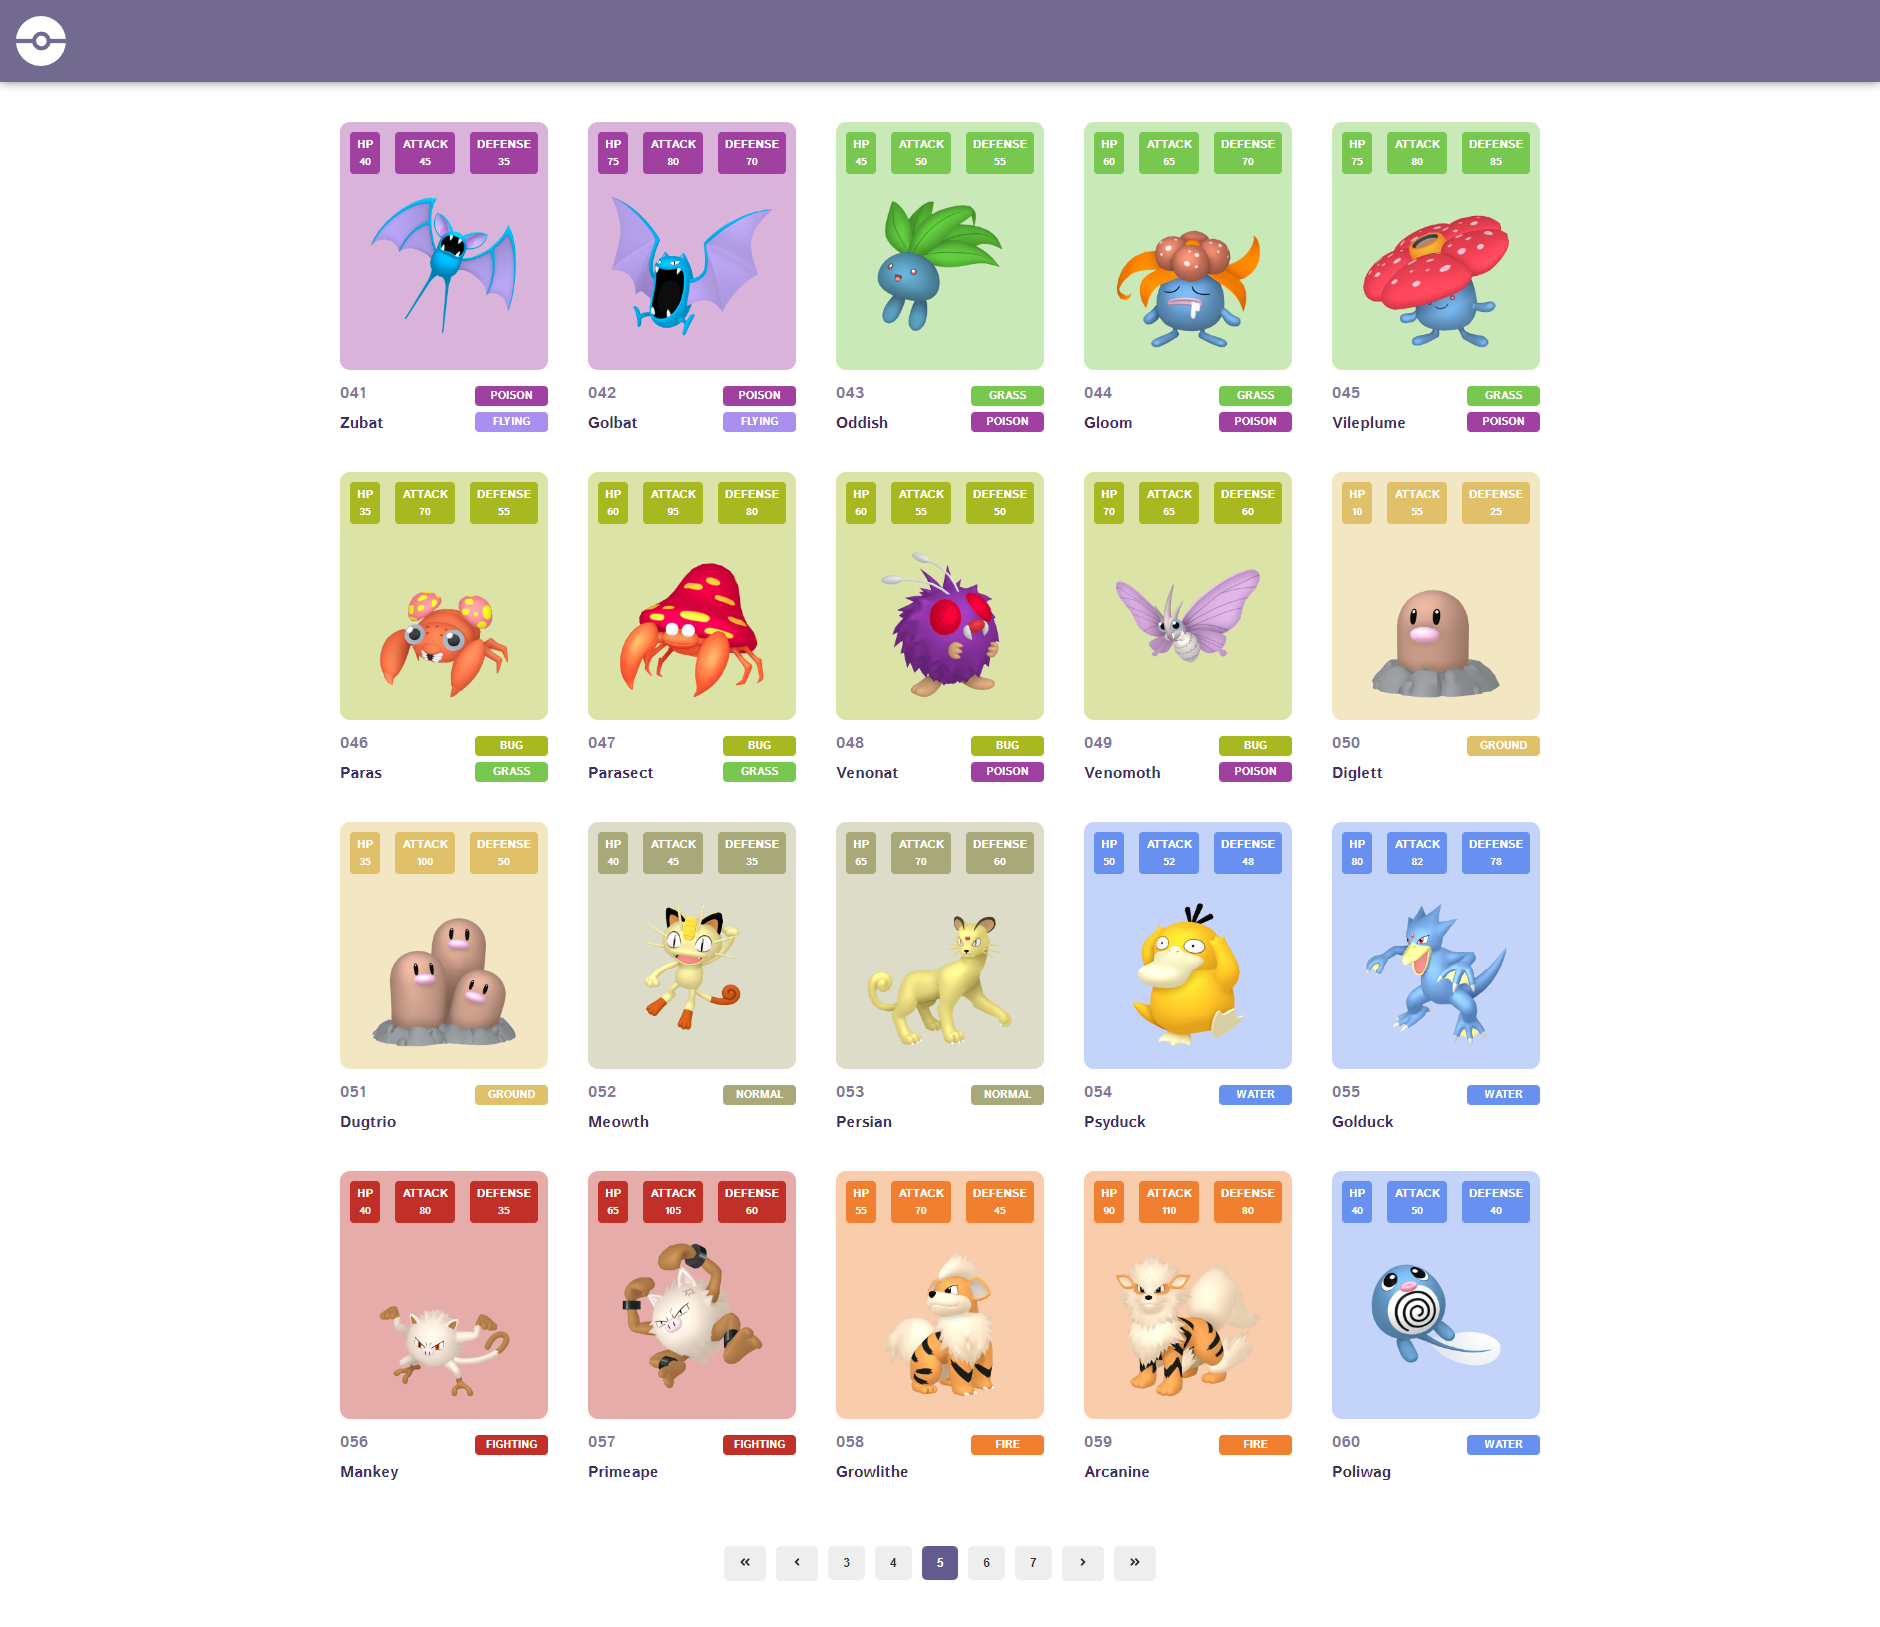 HP ATTACK DEFENSE HP ATTACK DEFENSE HP ATTACK DEFENSE HP ATTACK DEFENSE HP ATTACK DEFENSE
40 45 35 75 80 70 45 50 55 60 65 70 75 80 85
041 POISON 042 POISON 043 GRASS 044 GRASS 045 GRASS
Zubat FLYING Golbat FLYING Oddish POISON Gloom POISON Vileplume POISON
HP ATTACK DEFENSE HP ATTACK DEFENSE HP ATTACK DEFENSE HP ATTACK DEFENSE HP ATTACK DEFENSE
35 70 55 60 95 80 60 55 50 70 65 60 10 55 25
046 BUG 047 BUG 048 BUG 049 BUG 050 GROUND
Paras GRASS Parasect GRASS Venonat POISON Venomoth POISON Diglett
HP ATTACK DEFENSE HP ATTACK DEFENSE HP ATTACK DEFENSE HP ATTACK DEFENSE HP ATTACK DEFENSE
35 100 50 40 45 35 65 70 60 50 52 48 80 82 78
051 GROUND 052 NORMAL 053 NORMAL 054 WATER 055 WATER
Dugtrio Meowth Persian Psyduck Golduck
HP ATTACK DEFENSE HP ATTACK DEFENSE HP ATTACK DEFENSE HP ATTACK DEFENSE HP ATTACK DEFENSE
40 80 35 65 105 60 55 70 45 90 110 80 40 50 40
056 FIGHTING 057 FIGHTING 058 FIRE 059 FIRE 060 WATER
Mankey Primeape Growlithe Arcanine Poliwag
« ‹ 3 4 5 6 7 › »